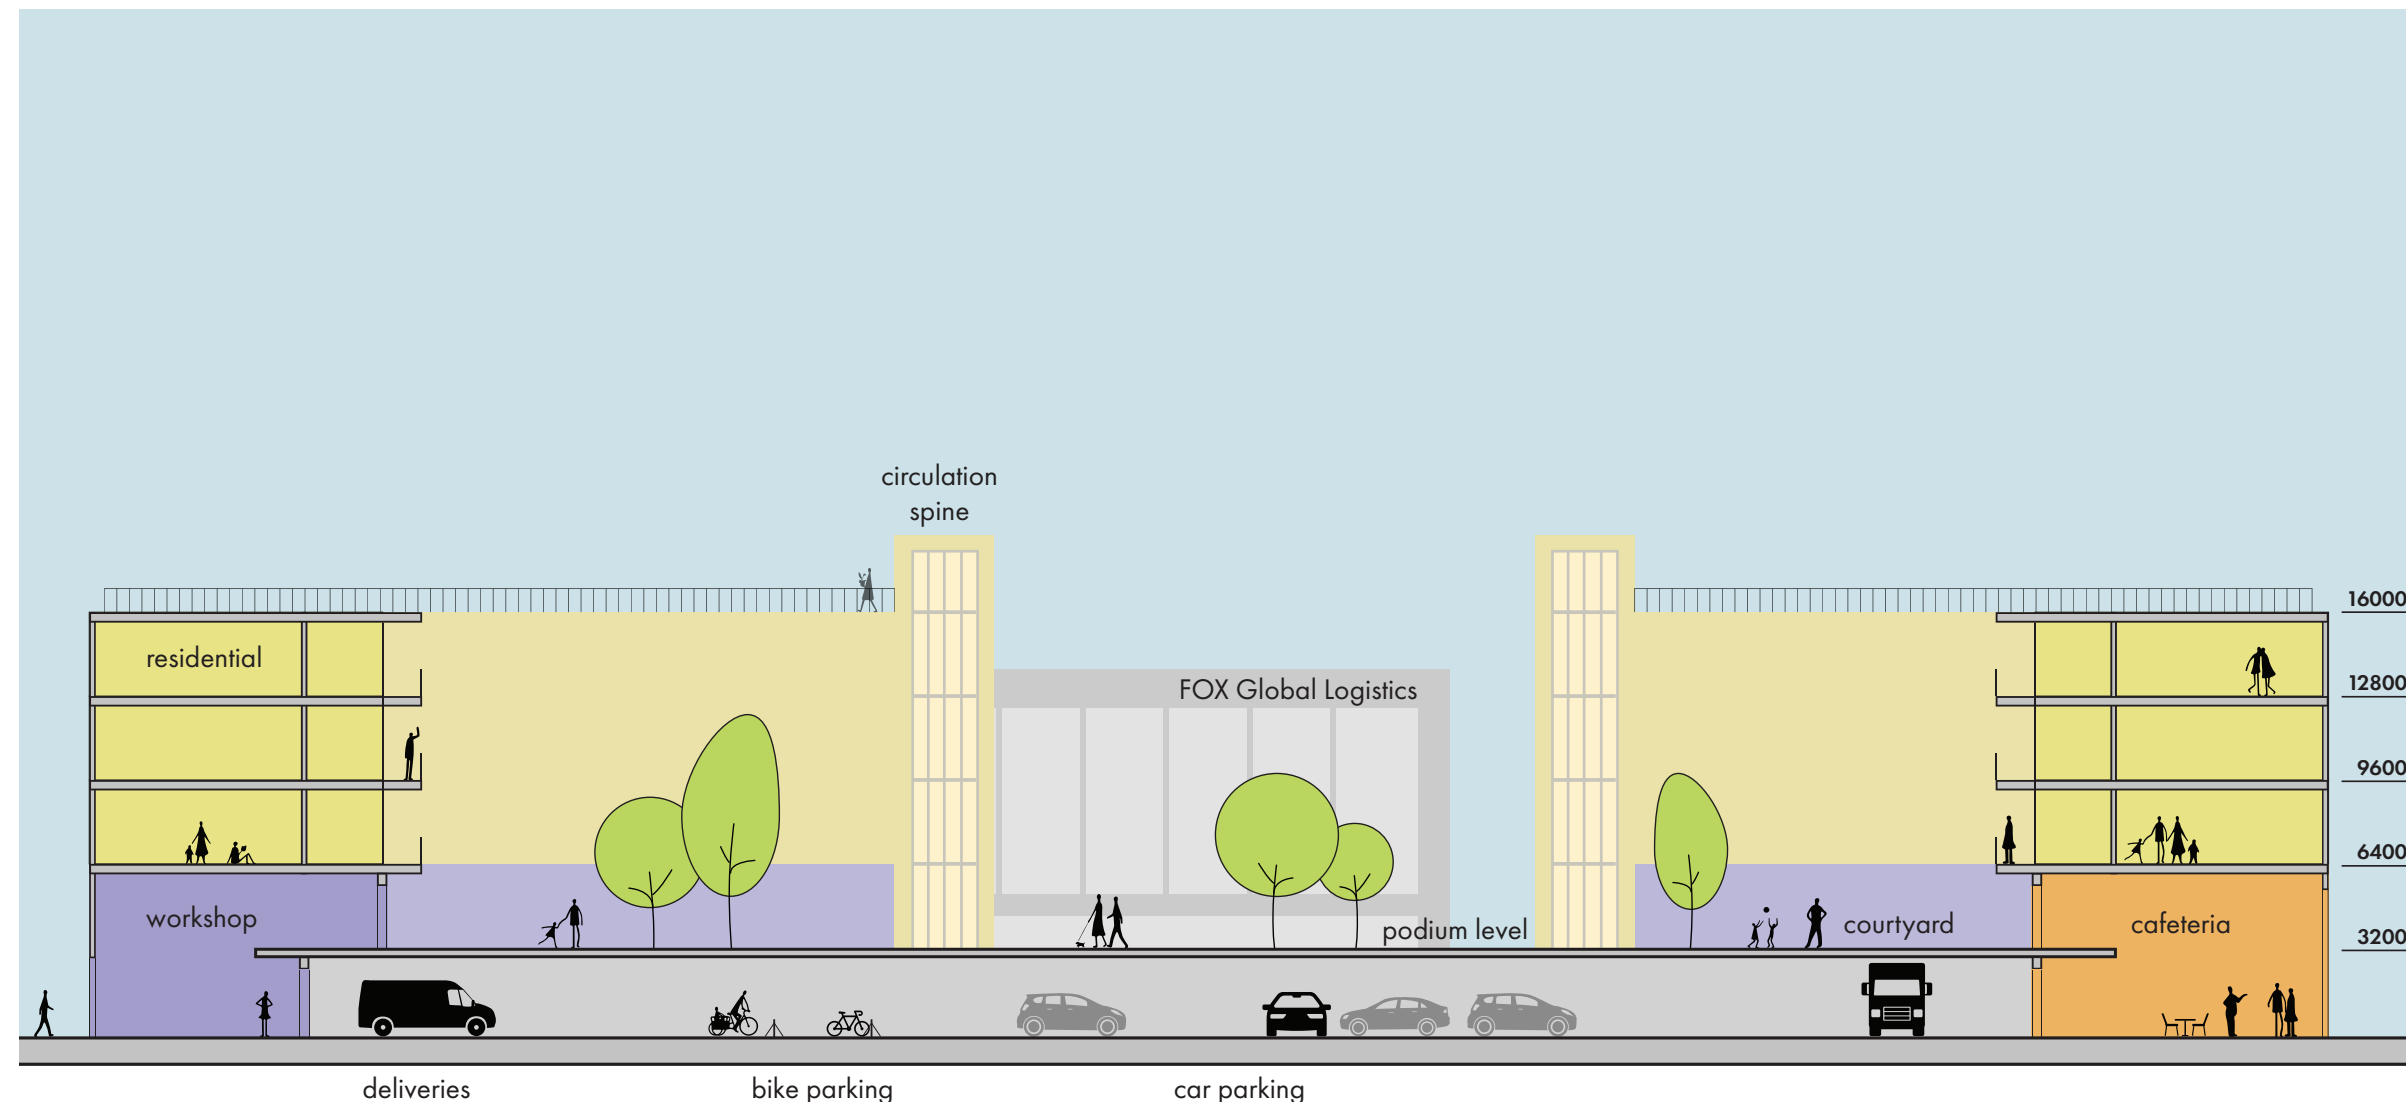 circulation
spine
16000
residential
12800
FOX Global Logistics
9600
6400
workshop
podium level
courtyard
cafeteria
3200
deliveries
bike parking
car parking